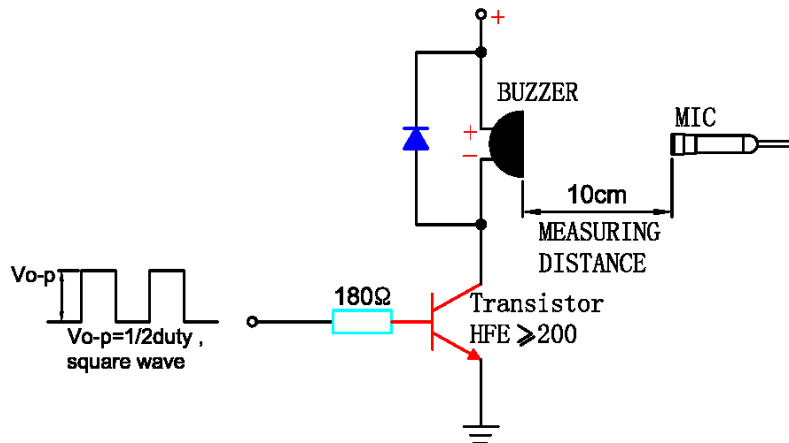 +
BUZZER
+
−
MIC
10cm
MEASURING
DISTANCE
Vo-p
180Ω
Transistor
HFE ≥200
Vo-p=1/2duty ,
square wave